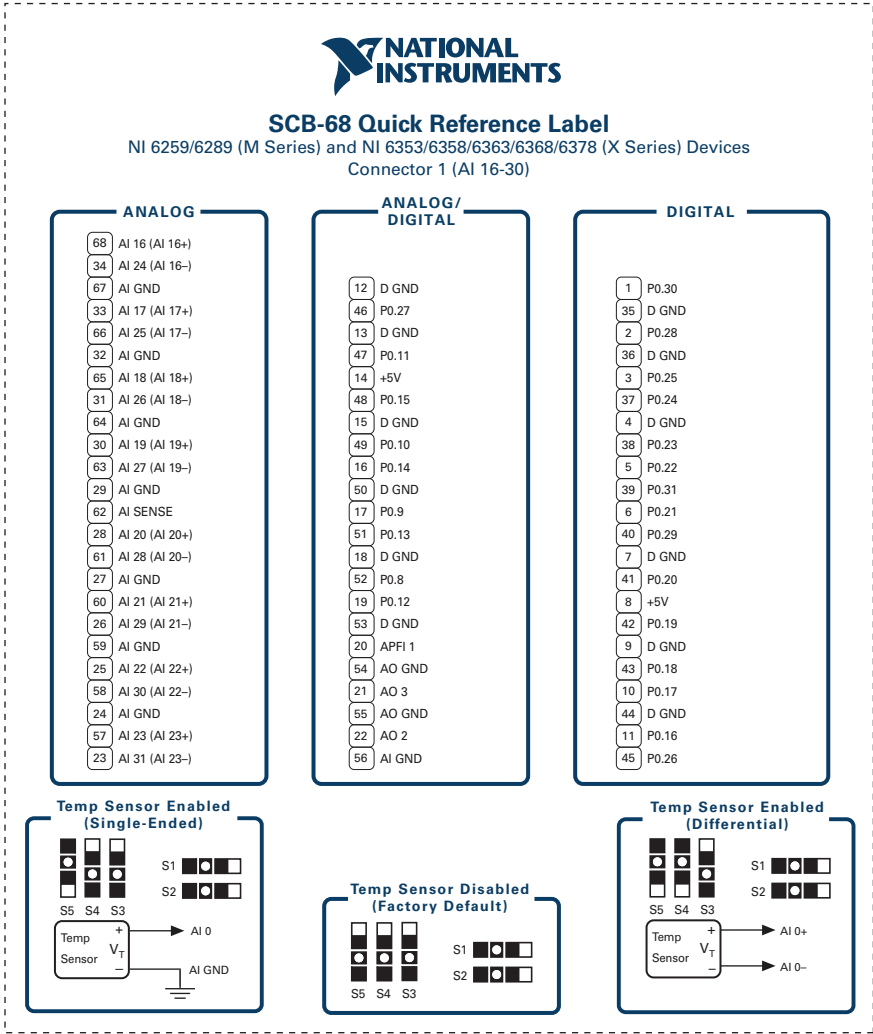 NATIONAL
INSTRUMENTS
SCB-68 Quick Reference Label
NI 6259/6289 (M Series) and NI 6353/6358/6363/6368/6378 (X Series) Devices
Connector 1 (AI 16-30)
ANALOG
68 AI 16 (AI 16+)
34 AI 24 (AI 16–)
67 AI GND
33 AI 17 (AI 17+)
66 AI 25 (AI 17–)
32 AI GND
65 AI 18 (AI 18+)
31 AI 26 (AI 18–)
64 AI GND
30 AI 19 (AI 19+)
63 AI 27 (AI 19–)
29 AI GND
62 AI SENSE
28 AI 20 (AI 20+)
61 AI 28 (AI 20–)
27 AI GND
60 AI 21 (AI 21+)
26 AI 29 (AI 21–)
59 AI GND
25 AI 22 (AI 22+)
58 AI 30 (AI 22–)
24 AI GND
57 AI 23 (AI 23+)
23 AI 31 (AI 23–)
ANALOG/
DIGITAL
12 D GND
46 P0.27
13 D GND
47 P0.11
14 +5V
48 P0.15
15 D GND
49 P0.10
16 P0.14
50 D GND
17 P0.9
51 P0.13
18 D GND
52 P0.8
19 P0.12
53 D GND
20 APFI 1
54 AO GND
21 AO 3
55 AO GND
22 AO 2
56 AI GND
DIGITAL
1 P0.30
35 D GND
2 P0.28
36 D GND
3 P0.25
37 P0.24
4 D GND
38 P0.23
5 P0.22
39 P0.31
6 P0.21
40 P0.29
7 D GND
41 P0.20
8 +5V
42 P0.19
9 D GND
43 P0.18
10 P0.17
44 D GND
11 P0.16
45 P0.26
Temp Sensor Enabled
(Single-Ended)
S1
S2
S5 S4 S3
Temp
Sensor
+
VT
–
AI 0
AI GND
Temp Sensor Disabled
(Factory Default)
S1
S2
S5 S4 S3
Temp Sensor Enabled
(Differential)
S1
S2
S5 S4 S3
Temp
Sensor
+
VT
–
AI 0+
AI 0–